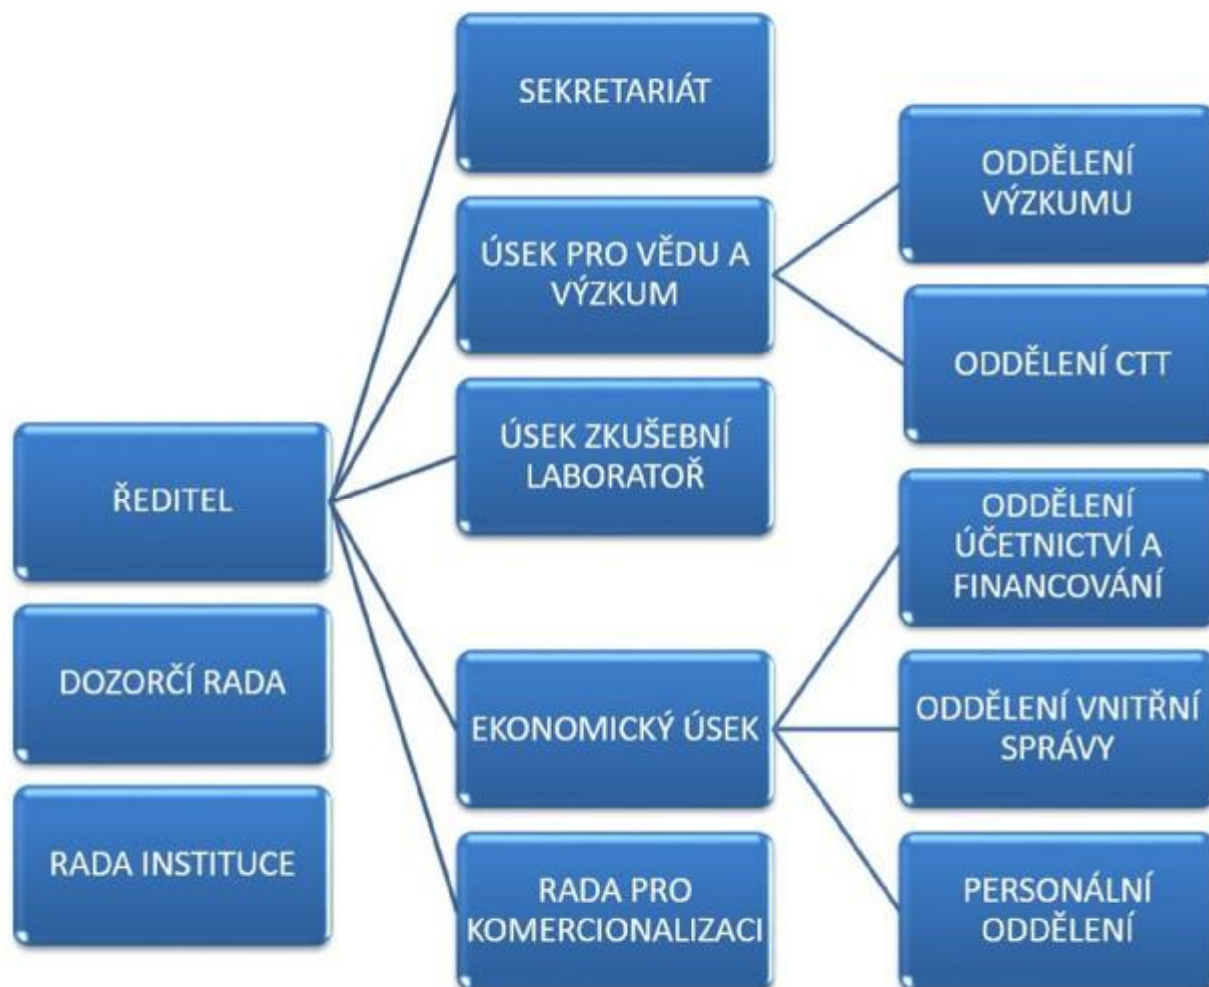 SEKRETARIÁT
ÚSEK PRO VĚDU A
VÝZKUM
ÚSEK ZKUŠEBNÍ
LABORATOŘ
EKONOMICKÝ ÚSEK
RADA PRO
KOMERCIONALIZACI
ŘEDITEL
DOZORČÍ RADA
RADA INSTITUCE
ODDĚLENÍ
VÝZKUMU
ODDĚLENÍ CTT
ODDĚLENÍ
ÚČETNICTVÍ A
FINANCOVÁNÍ
ODDĚLENÍ VNITŘNÍ
SPRÁVY
PERSONÁLNÍ
ODDĚLENÍ